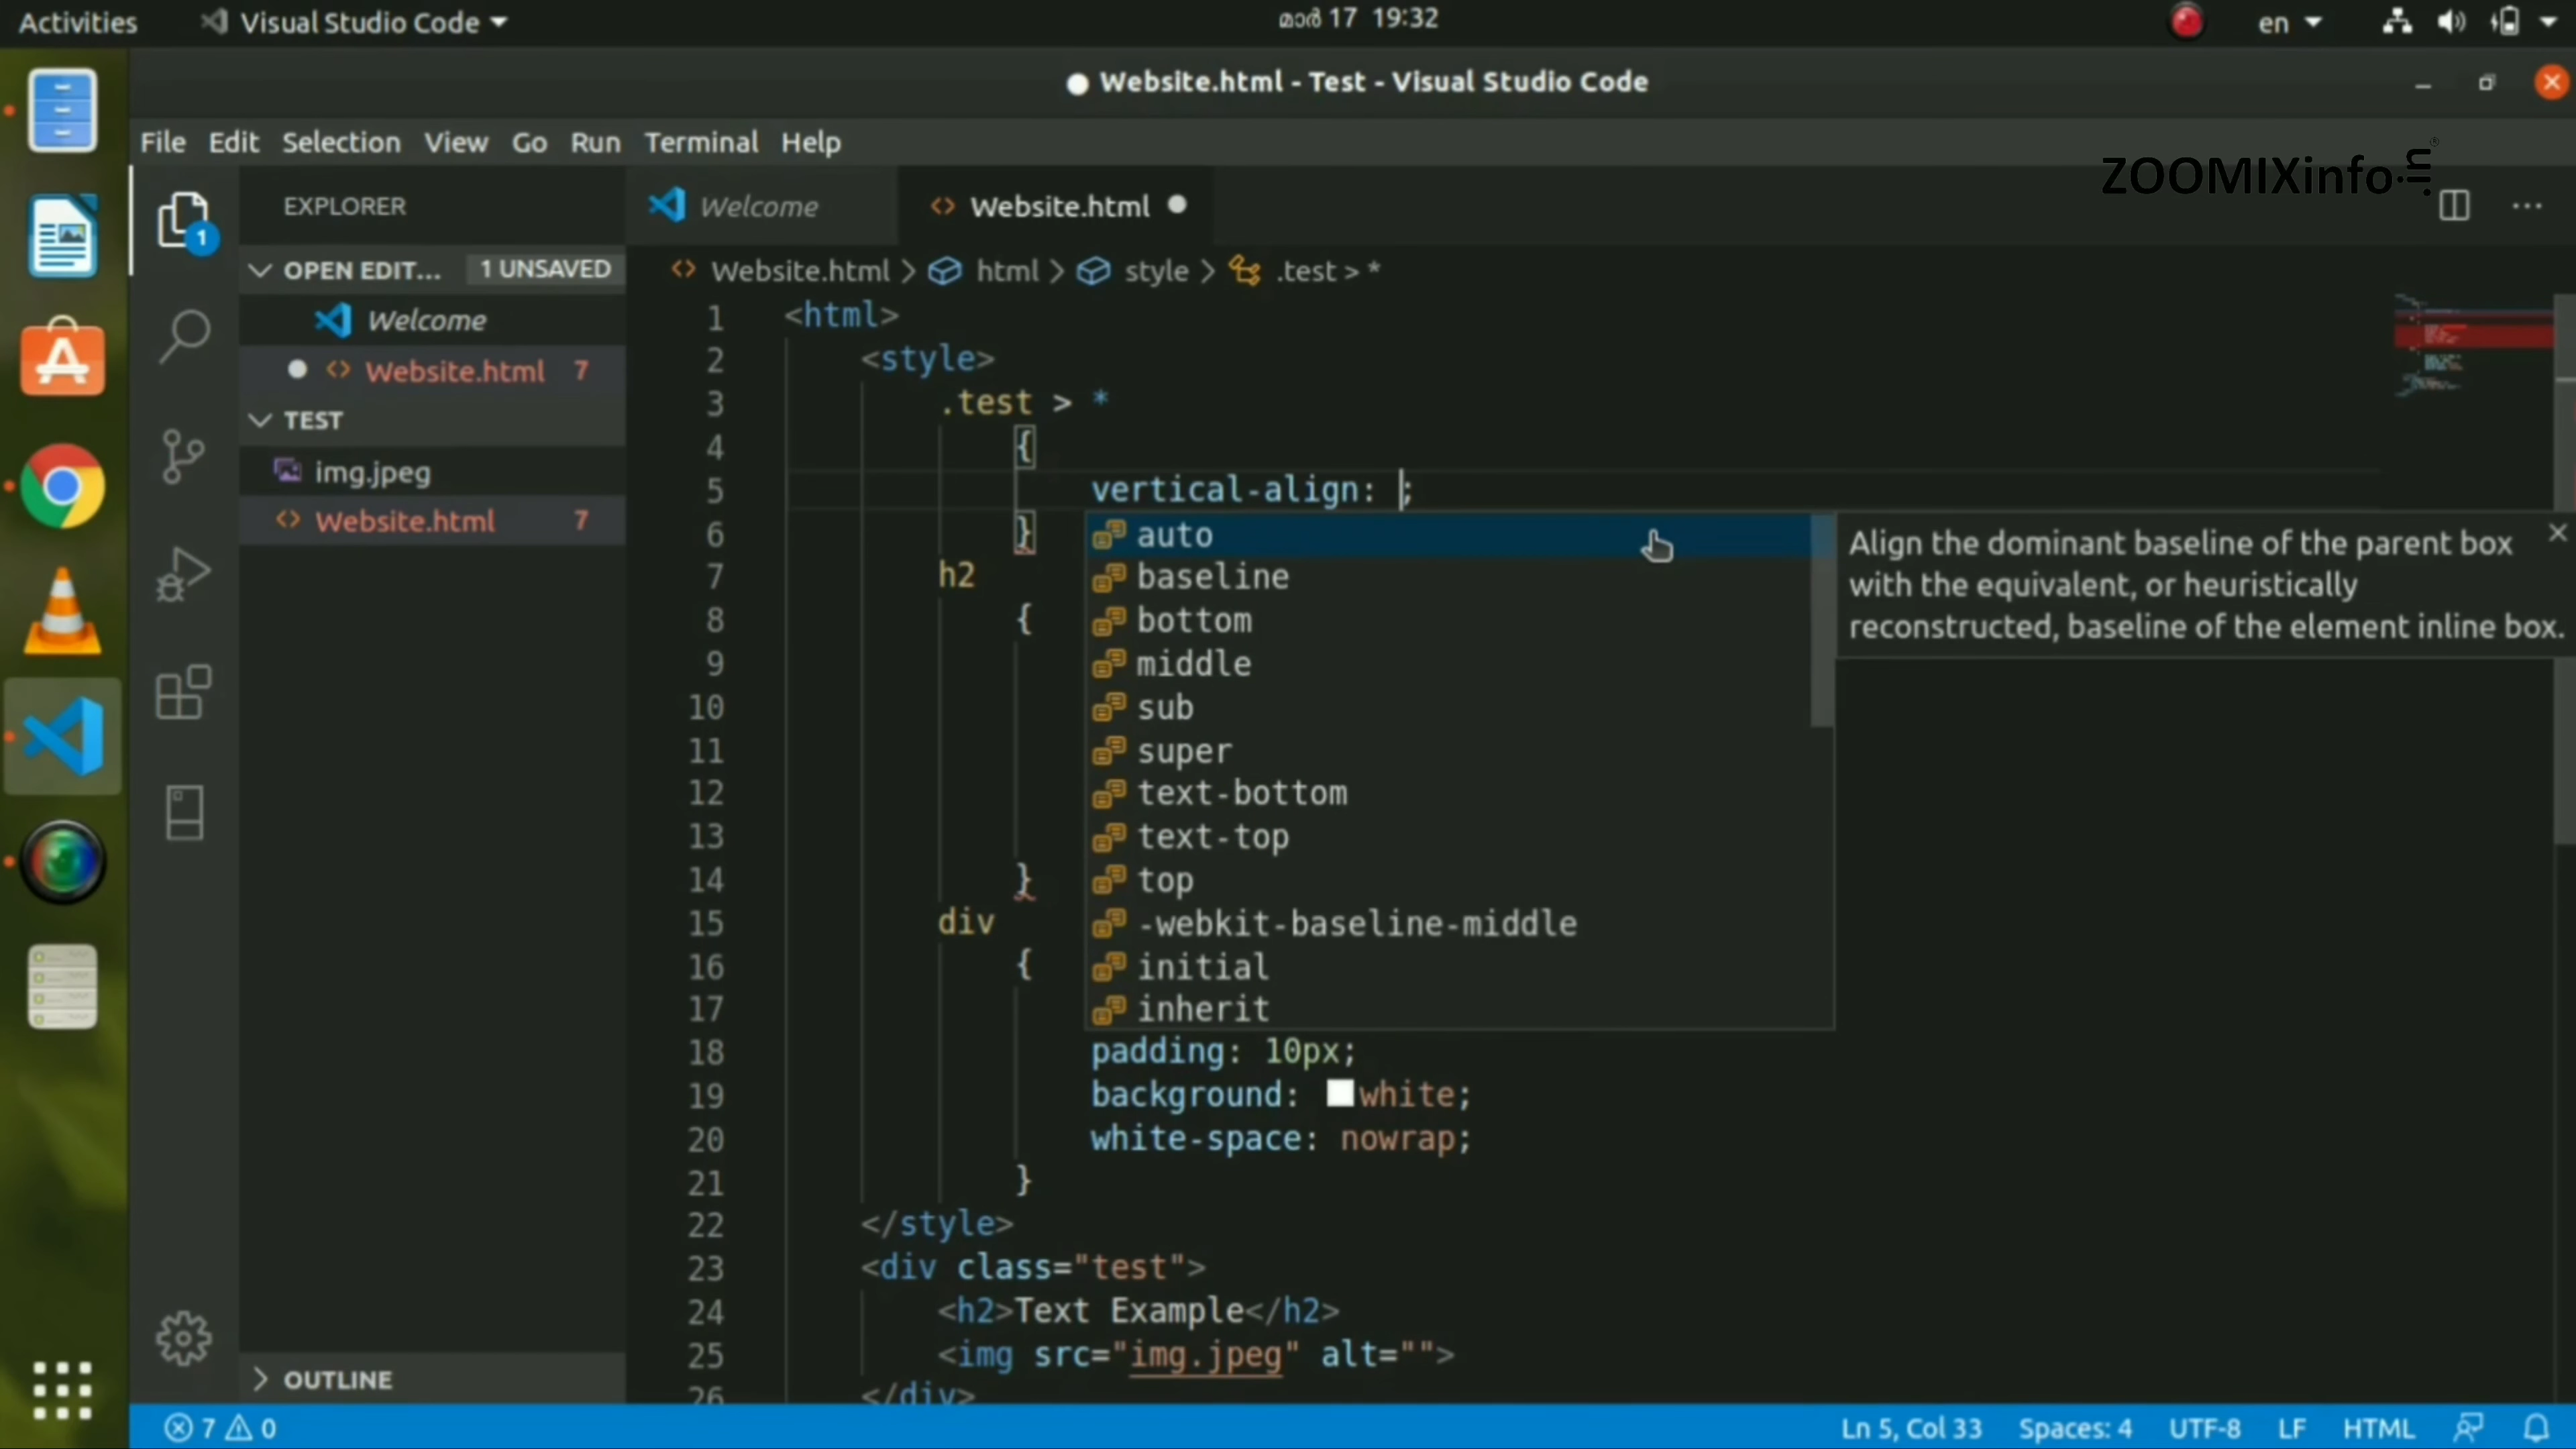 Activities
Visual Studio Code
മാർ 17 19:32
en
Website.html - Test - Visual Studio Code
File Edit Selection View Go Run Terminal Help
ZOOMIXinfo.in®
EXPLORER
Welcome
Website.html
1
OPEN EDIT... 1 UNSAVED
Website.html > html > style > .test > *
Welcome
Website.html 7
TEST
img.jpeg
Website.html 7
OUTLINE
1 <html>
2 <style>
3 .test > *
4 {
5 vertical-align: ;
6 }
7 h2
8 {
9
10
11
12
13
14 }
15 div
16 {
17
18 padding: 10px;
19 background: white;
20 white-space: nowrap;
21 }
22 </style>
23 <div class="test">
24 <h2>Text Example</h2>
25 <img src="img.jpeg" alt="">
26 </div>
auto
baseline
bottom
middle
sub
super
text-bottom
text-top
top
-webkit-baseline-middle
initial
inherit
Align the dominant baseline of the parent box
with the equivalent, or heuristically
reconstructed, baseline of the element inline box.
7 0
Ln 5, Col 33 Spaces: 4 UTF-8 LF HTML